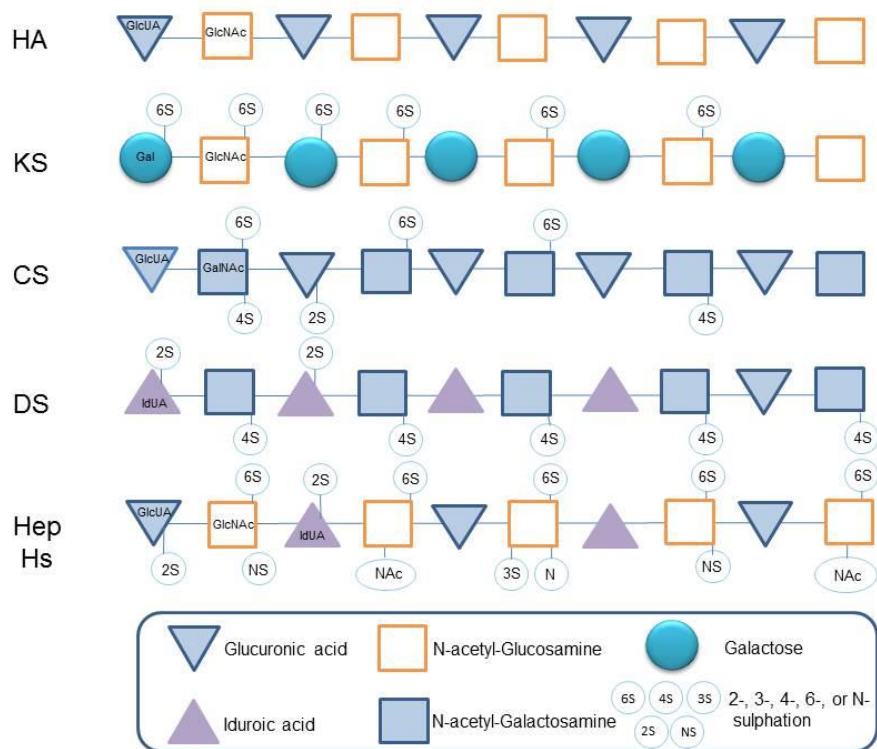 HA GlcUA GlcNAc
6S 6S 6S 6S 6S 6S
KS Gal GlcNAc
6S 6S 6S
CS GlcUA GalNAc
4S 2S 4S
2S 2S
DS IdUA
4S 4S 4S 4S 4S
6S 2S 6S 6S 6S 6S
Hep GlcUA GlcNAc IdUA
Hs 2S NS NAc 3S N NS NAc
Glucuronic acid
N-acetyl-Glucosamine
Galactose
Iduroic acid
N-acetyl-Galactosamine
6S 4S 3S
2S NS
2-, 3-, 4-, 6-, or N-
sulphation